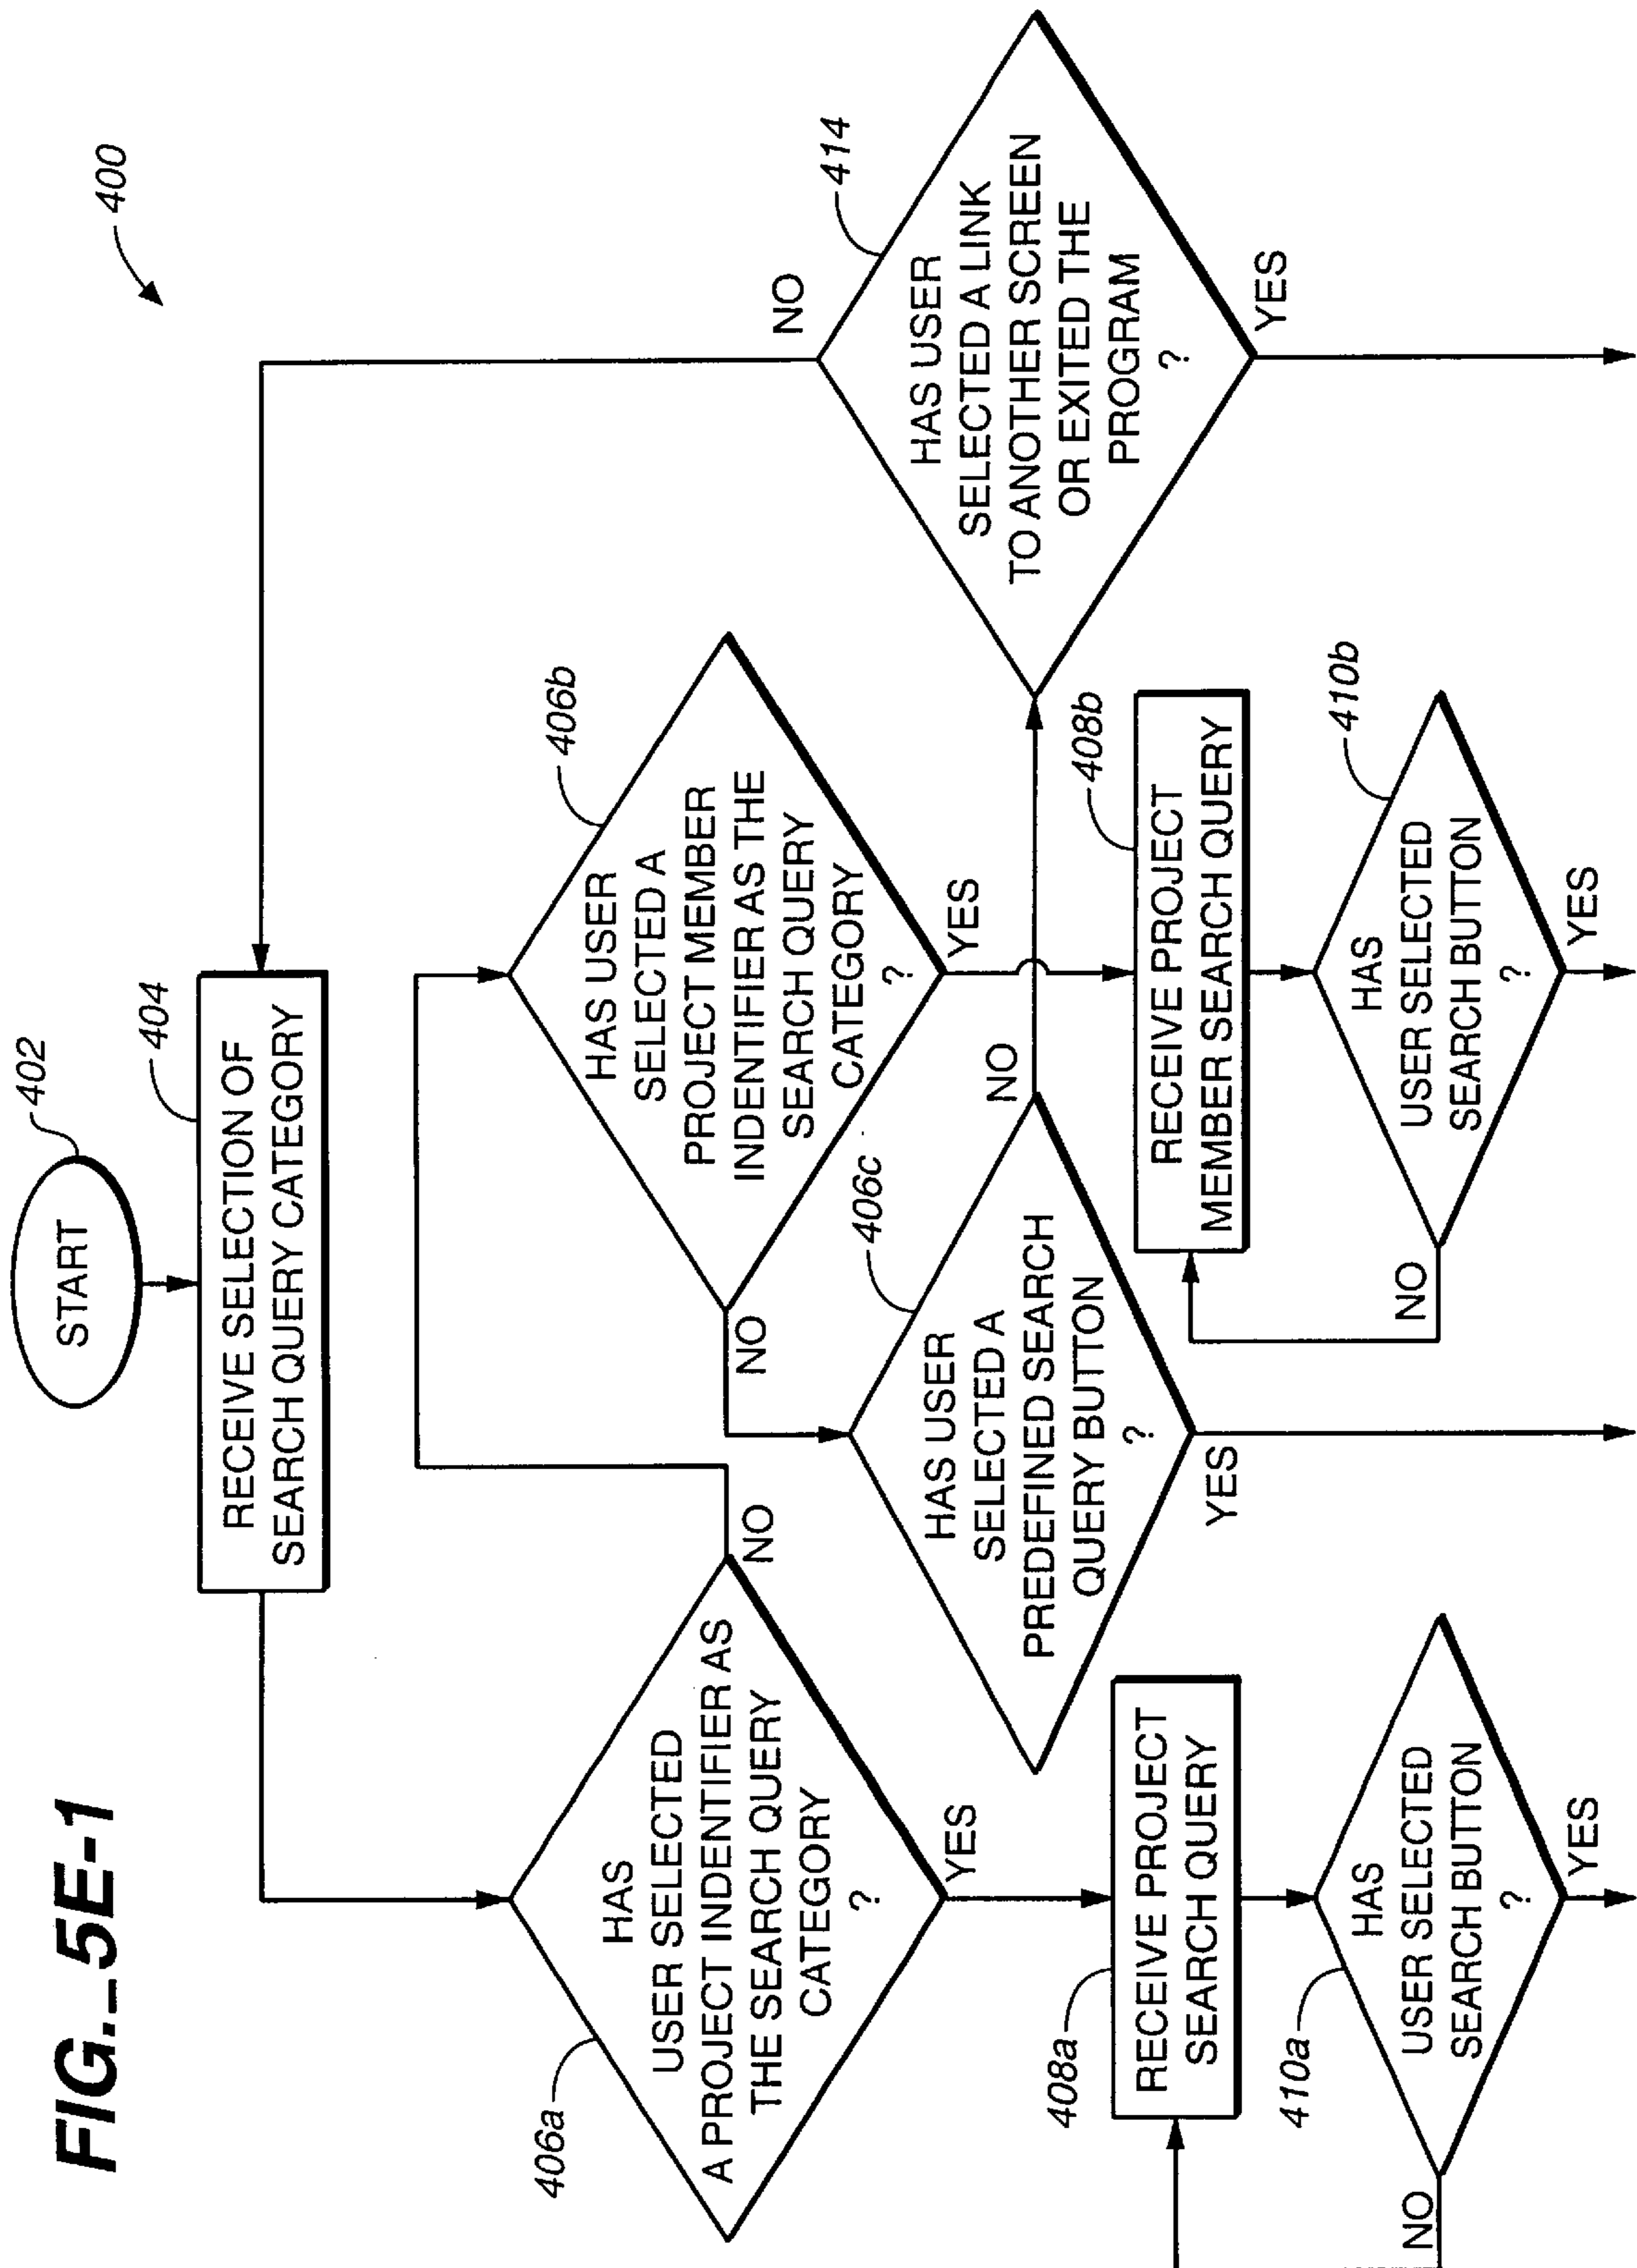 FIG._5E-1
400
START
402
404
RECEIVE SELECTION OF
SEARCH QUERY CATEGORY
406a
HAS
USER SELECTED
A PROJECT INDENTIFIER AS
THE SEARCH QUERY
CATEGORY
?
NO
YES
406b
HAS USER
SELECTED A
PROJECT MEMBER
INDENTIFIER AS THE
SEARCH QUERY
CATEGORY
?
NO
YES
406c
HAS USER
SELECTED A
PREDEFINED SEARCH
QUERY BUTTON
?
NO
YES
414
HAS USER
SELECTED A LINK
TO ANOTHER SCREEN
OR EXITED THE
PROGRAM
?
NO
YES
408a
RECEIVE PROJECT
SEARCH QUERY
410a
HAS
USER SELECTED
SEARCH BUTTON
?
NO
YES
408b
RECEIVE PROJECT
MEMBER SEARCH QUERY
410b
HAS
USER SELECTED
SEARCH BUTTON
?
NO
YES